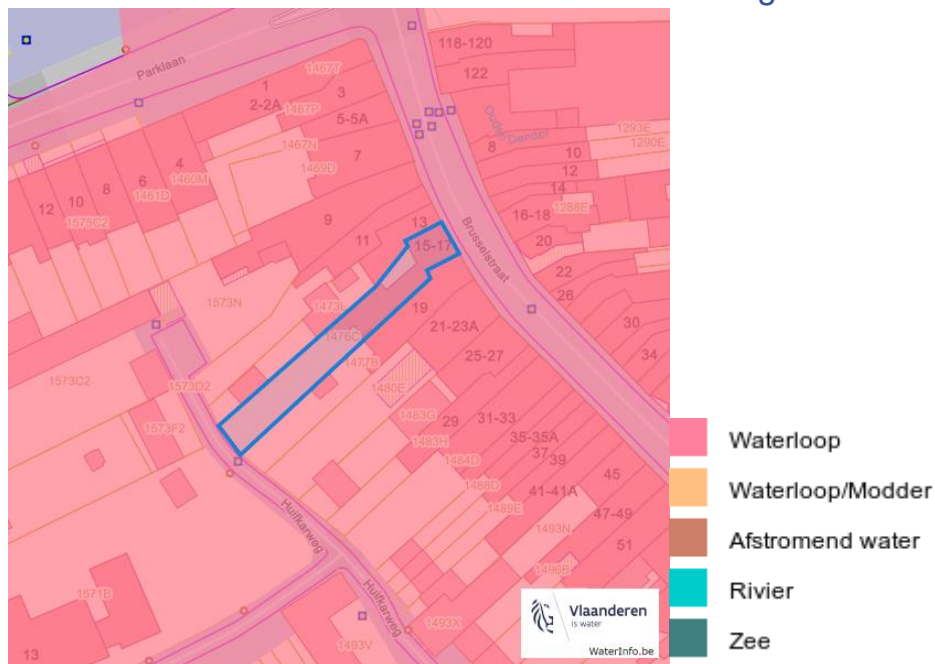 g
118-120
Parklaan
122
1467T
1
3
2-2A
1467P
5-5A
Ouden Dender
1293E
8
1290E
1467N
4
7
10
1469D
1460M
6
12
8
1461D
14
10
1288E
12
1575C2
16-18
9
13
Brusselstraat
11
15-17
20
22
1573N
26
1473L
19
30
1476C
21-23A
34
1477B
25-27
1573C2
1573D2
1480E
1573F2
1483G
29
31-33
1483H
35-35A
37
39
1484D
45
1488D
41-41A
1489E
47-49
1493N
51
Huifkarweg
1496B
Huifkarweg
1571B
1493X
1493V
13
Vlaanderen
is water
WaterInfo.be
Waterloop
Waterloop/Modder
Afstromend water
Rivier
Zee